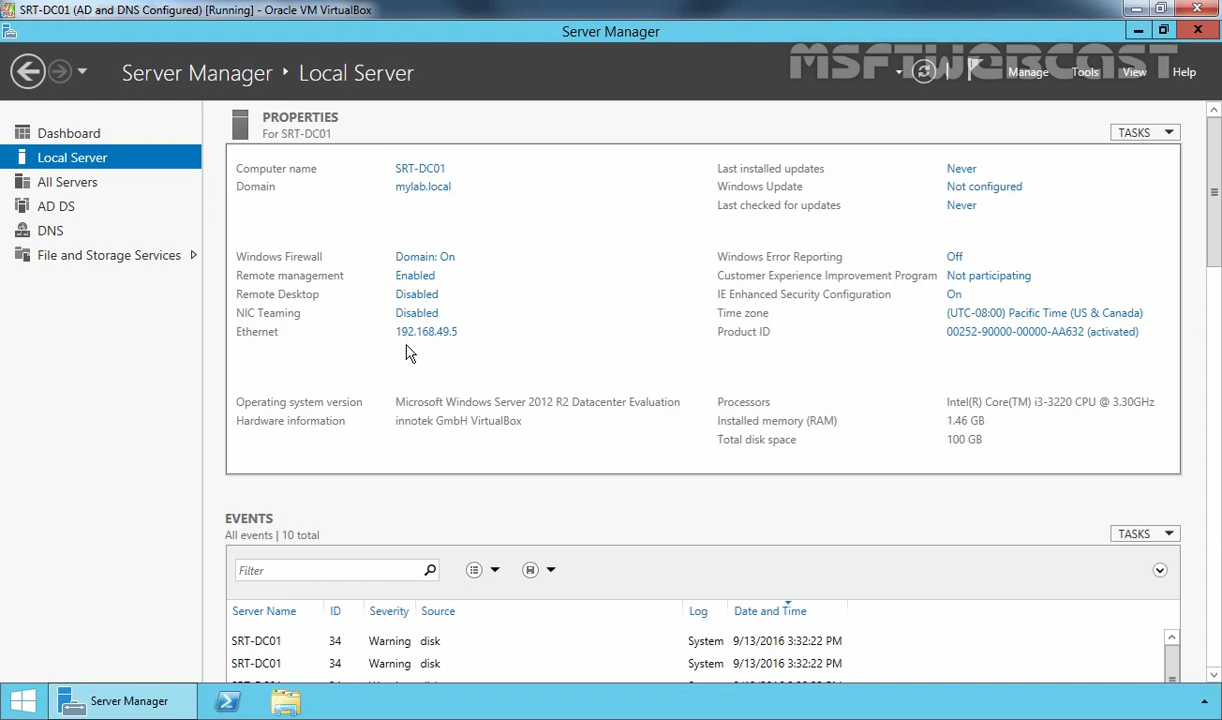 SRT-DC01 (AD and DNS Configured) [Running] - Oracle VM VirtualBox
Server Manager
Server Manager
Local Server
MSFTWEBCAST
Manage
Tools
View
Help
Dashboard
Local Server
All Servers
AD DS
DNS
File and Storage Services
PROPERTIES
For SRT-DC01
TASKS
Computer name SRT-DC01
Domain mylab.local
Last installed updates Never
Windows Update Not configured
Last checked for updates Never
Windows Firewall Domain: On
Remote management Enabled
Remote Desktop Disabled
NIC Teaming Disabled
Ethernet 192.168.49.5
Windows Error Reporting Off
Customer Experience Improvement Program Not participating
IE Enhanced Security Configuration On
Time zone (UTC-08:00) Pacific Time (US & Canada)
Product ID 00252-90000-00000-AA632 (activated)
Operating system version Microsoft Windows Server 2012 R2 Datacenter Evaluation
Hardware information innotek GmbH VirtualBox
Processors Intel(R) Core(TM) i3-3220 CPU @ 3.30GHz
Installed memory (RAM) 1.46 GB
Total disk space 100 GB
EVENTS
All events | 10 total
TASKS
Filter
Server Name ID Severity Source Log Date and Time
SRT-DC01 34 Warning disk System 9/13/2016 3:32:22 PM
SRT-DC01 34 Warning disk System 9/13/2016 3:32:22 PM
Server Manager